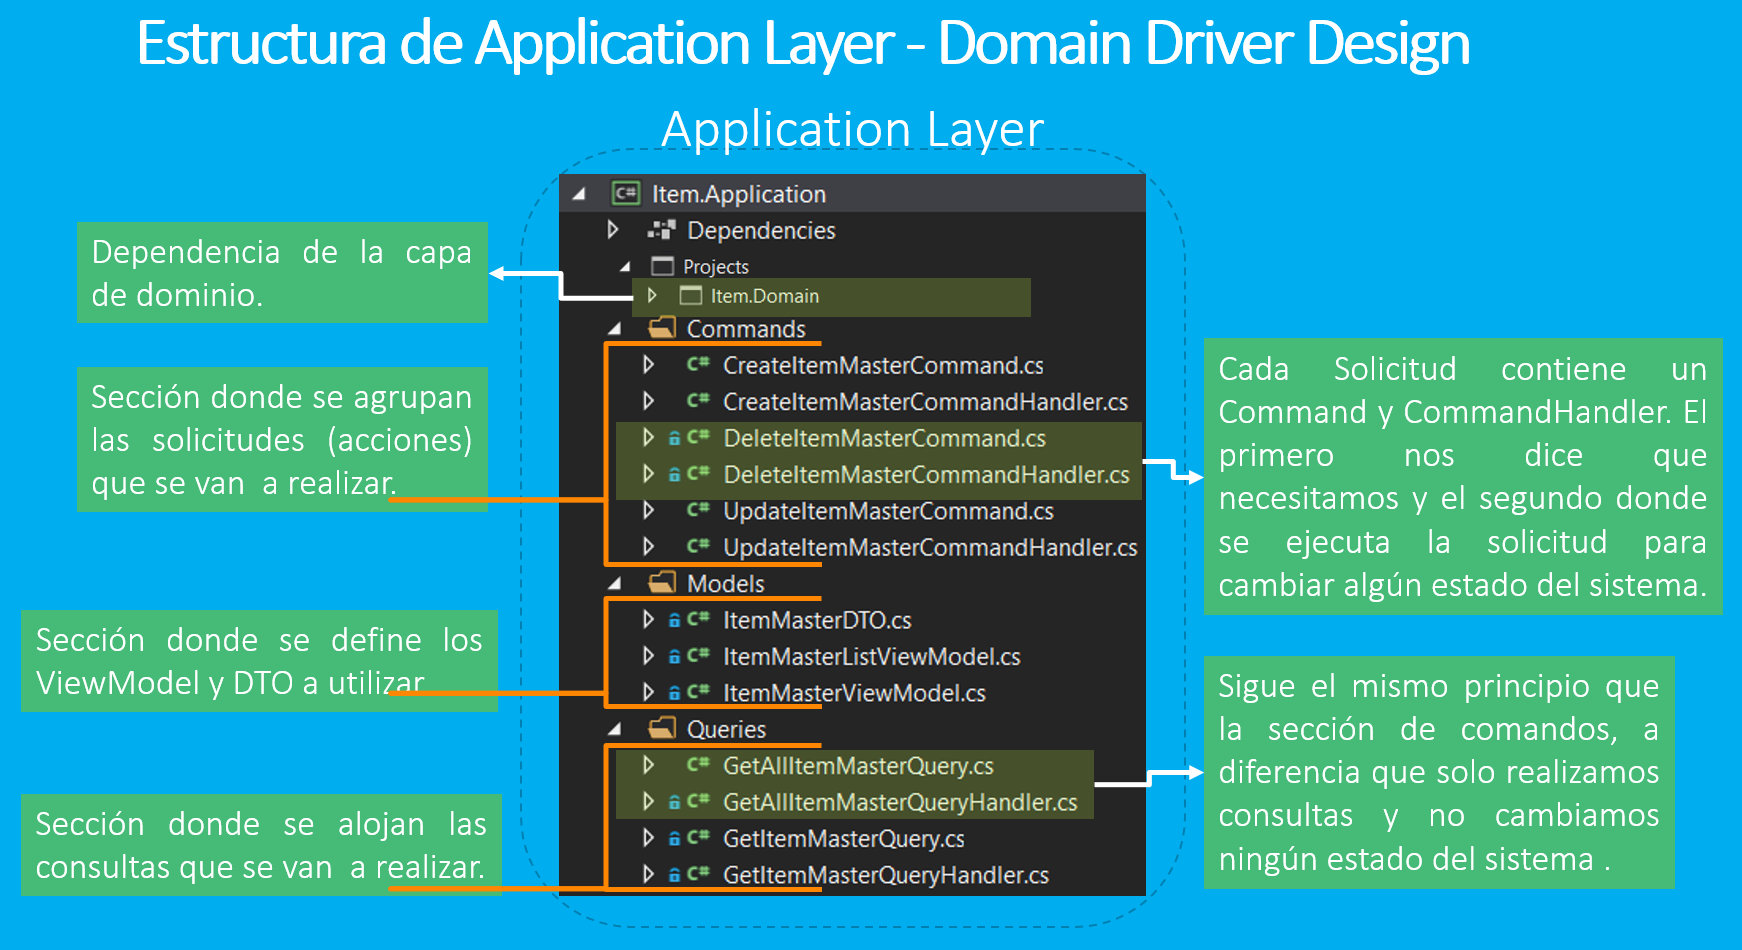 Estructura de Application Layer - Domain Driver Design
Application Layer
Item.Application
Dependencies
Projects
Item.Domain
Commands
CreateItemMasterCommand.cs
CreateItemMasterCommandHandler.cs
DeleteItemMasterCommand.cs
DeleteItemMasterCommandHandler.cs
UpdateItemMasterCommand.cs
UpdateItemMasterCommandHandler.cs
Models
ItemMasterDTO.cs
ItemMasterListViewModel.cs
ItemMasterViewModel.cs
Queries
GetAllItemMasterQuery.cs
GetAllItemMasterQueryHandler.cs
GetItemMasterQuery.cs
GetItemMasterQueryHandler.cs
Dependencia de la capa
de dominio.
Sección donde se agrupan
las solicitudes (acciones)
que se van a realizar.
Sección donde se define los
ViewModel y DTO a utilizar
Sección donde se alojan las
consultas que se van a realizar.
Cada Solicitud contiene un
Command y CommandHandler. El
primero nos dice que
necesitamos y el segundo donde
se ejecuta la solicitud para
cambiar algún estado del sistema.
Sigue el mismo principio que
la sección de comandos, a
diferencia que solo realizamos
consultas y no cambiamos
ningún estado del sistema .